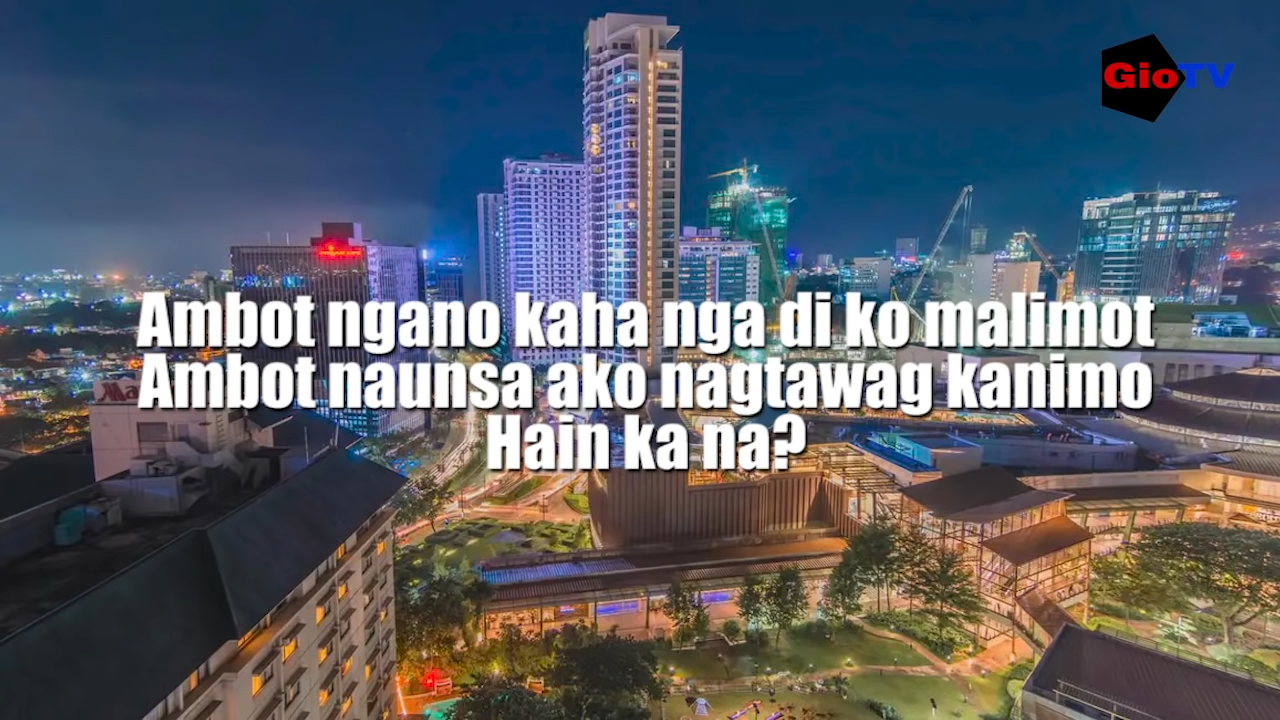 GioTV
Ambot ngano kaha nga di ko malimot
Ambot naunsa ako nagtawag kanimo
Hain ka na?